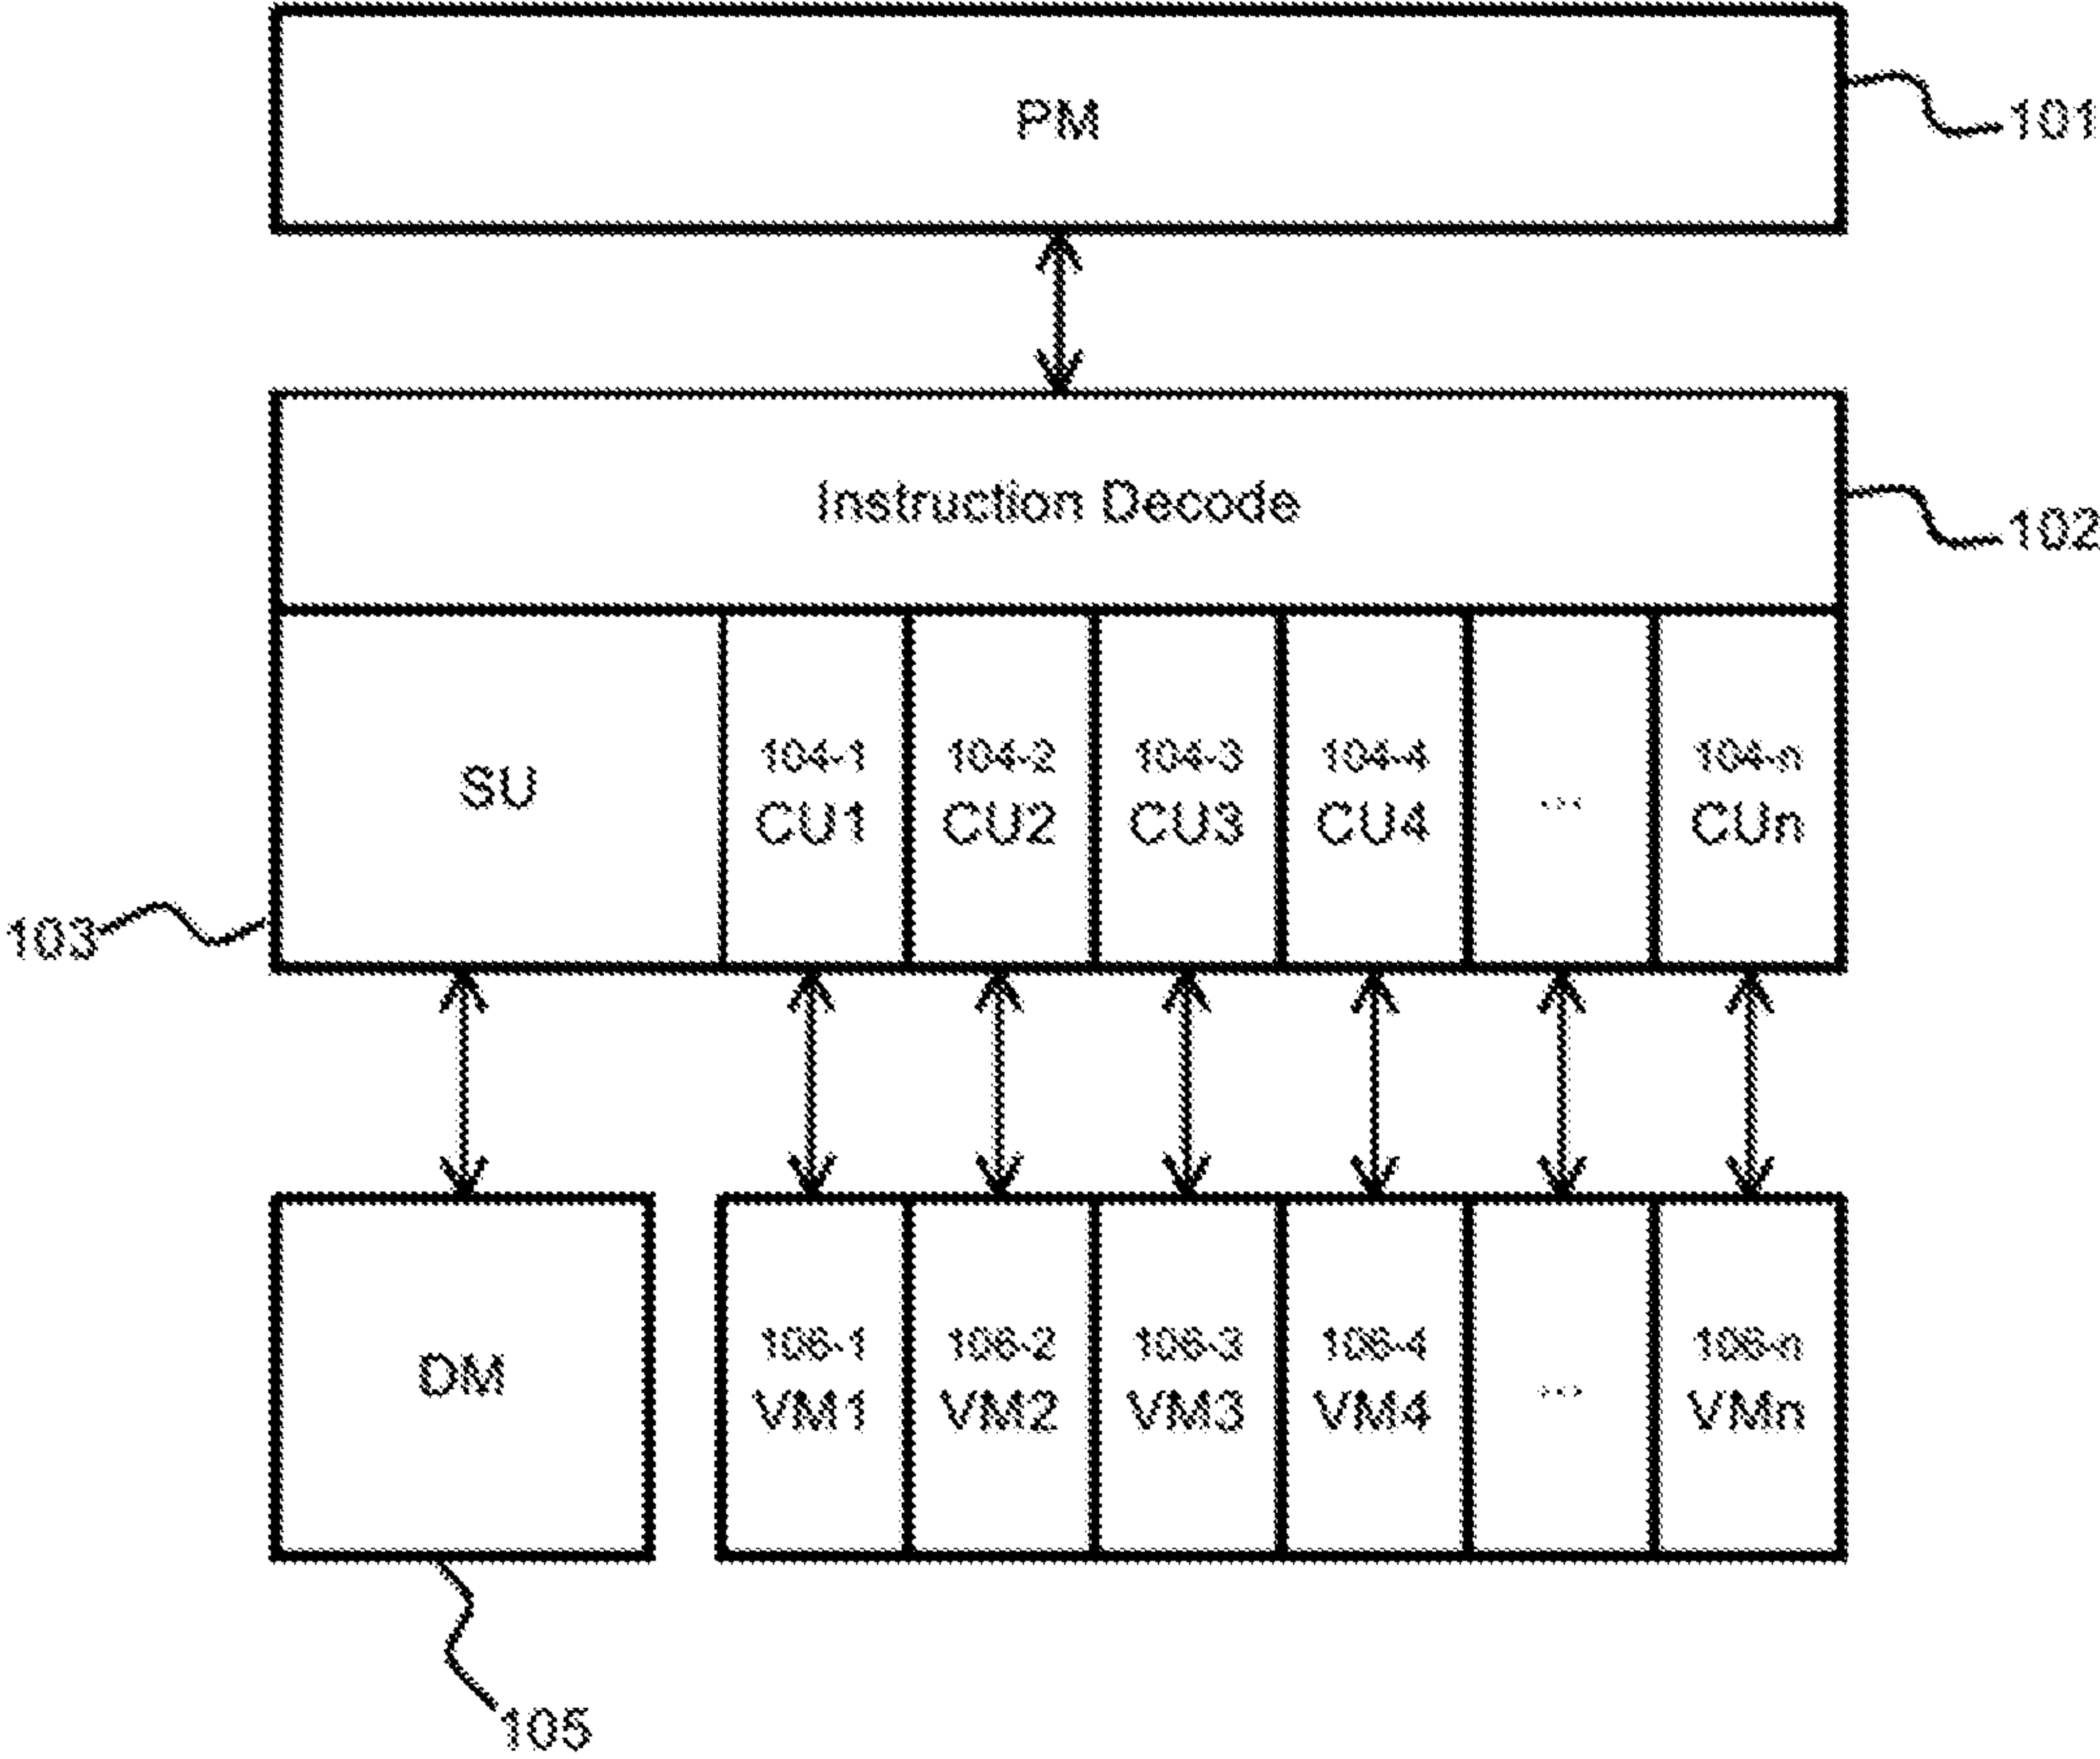 PM
101
Instruction Decode
102
SU
104-1
CU1
104-2
CU2
104-3
CU3
104-4
CU4
...
104-n
CUn
103
DM
106-1
VM1
106-2
VM2
106-3
VM3
106-4
VM4
...
106-n
VMn
105